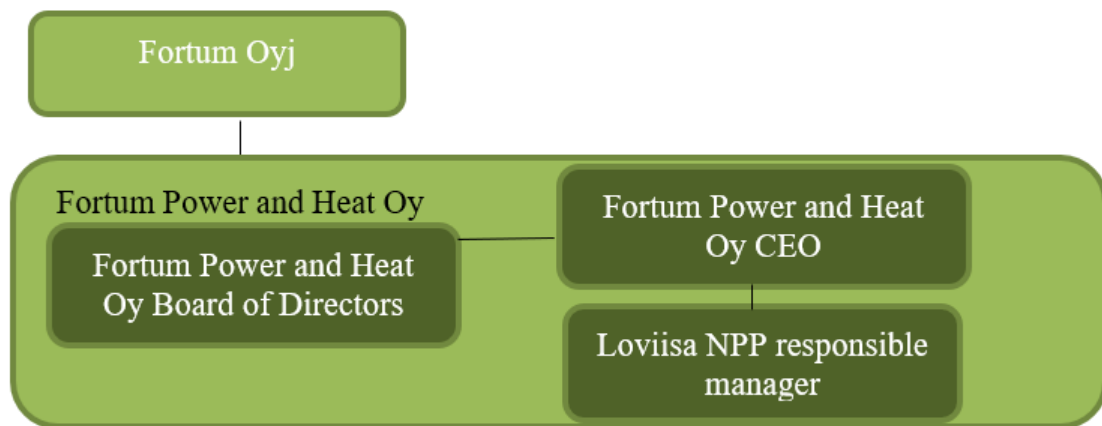 Fortum Oyj
Fortum Power and Heat Oy
Fortum Power and Heat
Oy Board of Directors
Fortum Power and Heat
Oy CEO
Loviisa NPP responsible
manager